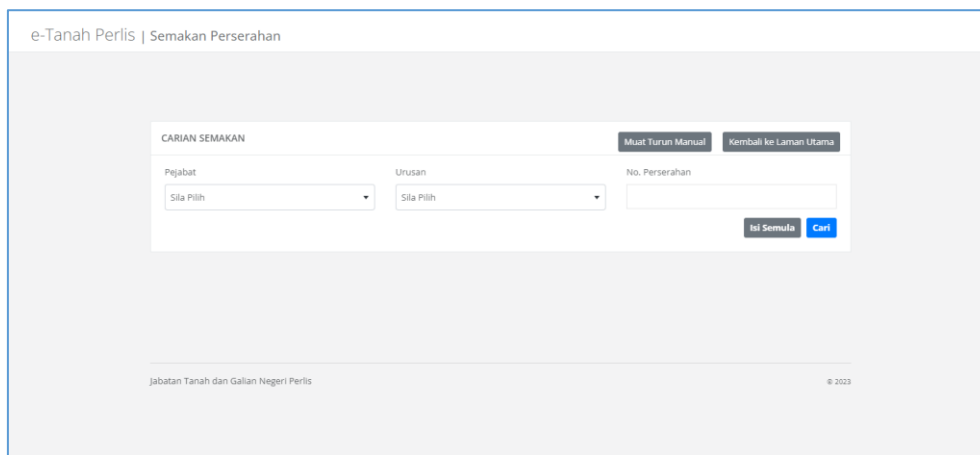 e-Tanah Perlis | Semakan Perserahan
CARIAN SEMAKAN
Muat Turun Manual
Kembali ke Laman Utama
Pejabat
Urusan
No. Perserahan
Sila Pilih
Sila Pilih
Isi Semula
Cari
Jabatan Tanah dan Galian Negeri Perlis
© 2023